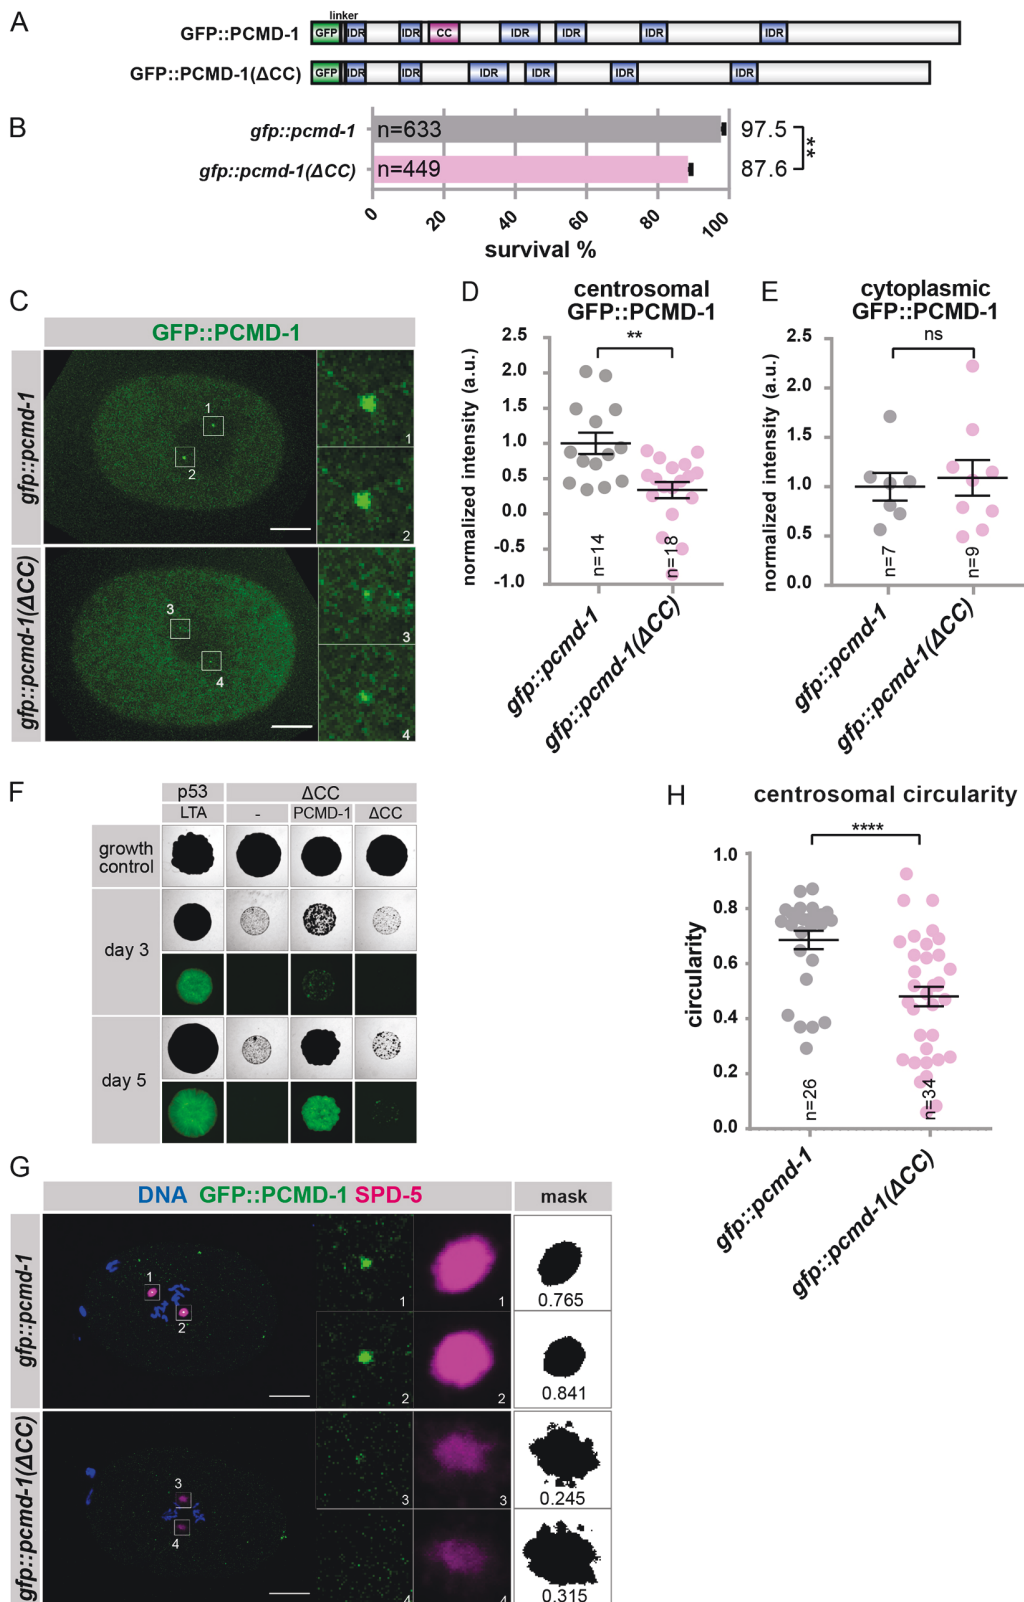 A
linker
GFP::PCMD-1
GFP IDR IDR CC IDR IDR IDR IDR
GFP::PCMD-1(ΔCC)
GFP IDR IDR IDR IDR IDR IDR
B
gfp::pcmd-1
n=633
97.5
gfp::pcmd-1(ΔCC)
n=449
87.6
**
0 20 40 60 80 100
survival %
C
GFP::PCMD-1
gfp::pcmd-1
1
2
1
2
gfp::pcmd-1(ΔCC)
3
4
3
4
D
centrosomal
GFP::PCMD-1
**
normalized intensity (a.u.)
2.5
2.0
1.5
1.0
0.5
0.0
-0.5
-1.0
n=14
n=18
gfp::pcmd-1
gfp::pcmd-1(ΔCC)
E
cytoplasmic
GFP::PCMD-1
ns
normalized intensity (a.u.)
2.5
2.0
1.5
1.0
0.5
0.0
n=7
n=9
gfp::pcmd-1
gfp::pcmd-1(ΔCC)
F
p53 ΔCC
LTA - PCMD-1 ΔCC
growth
control
day 3
day 5
G
DNA GFP::PCMD-1 SPD-5
mask
gfp::pcmd-1
1
2
1
1
0.765
2
2
0.841
gfp::pcmd-1(ΔCC)
3
4
3
3
0.245
4
4
0.315
H
centrosomal circularity
****
circularity
1.0
0.8
0.6
0.4
0.2
0.0
n=26
n=34
gfp::pcmd-1
gfp::pcmd-1(ΔCC)